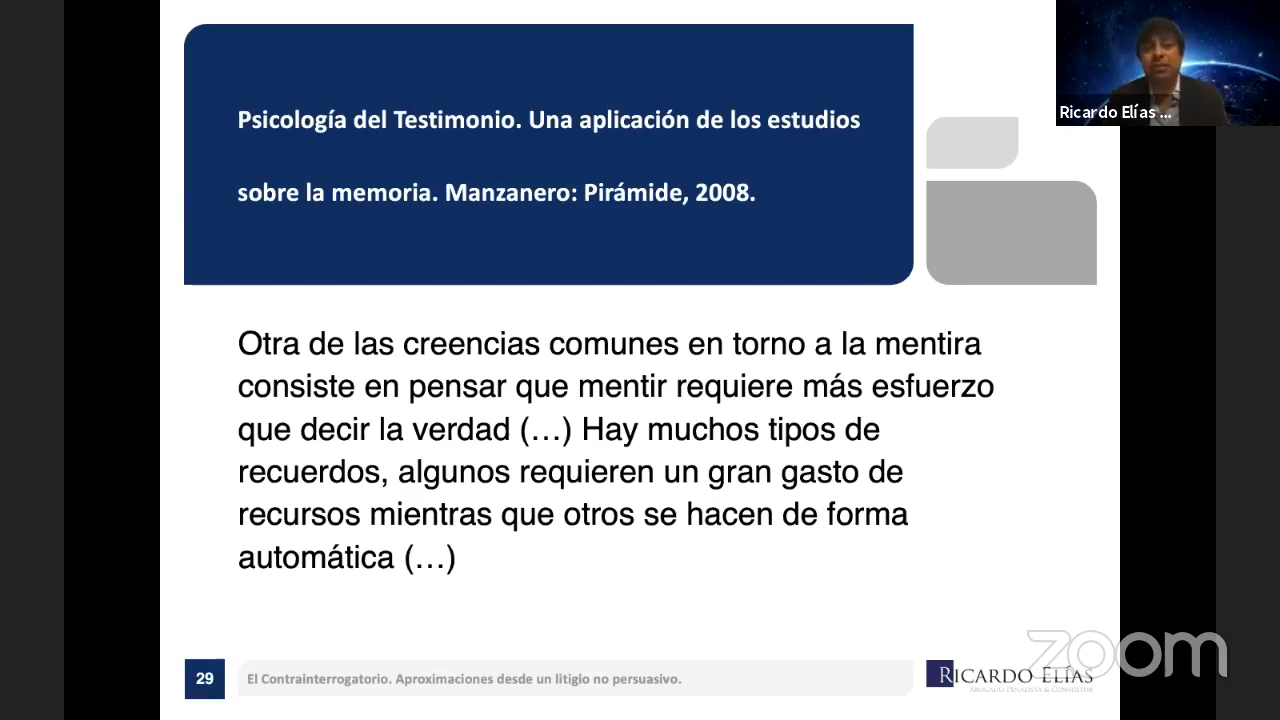 Psicología del Testimonio. Una aplicación de los estudios
sobre la memoria. Manzanero: Pirámide, 2008.
Ricardo Elías ...
Otra de las creencias comunes en torno a la mentira
consiste en pensar que mentir requiere más esfuerzo
que decir la verdad (…) Hay muchos tipos de
recuerdos, algunos requieren un gran gasto de
recursos mientras que otros se hacen de forma
automática (…)
zoom
29
El Contrainterrogatorio. Aproximaciones desde un litigio no persuasivo.
RICARDO ELÍAS
ABOGADO PENALISTA & CONSULTOR